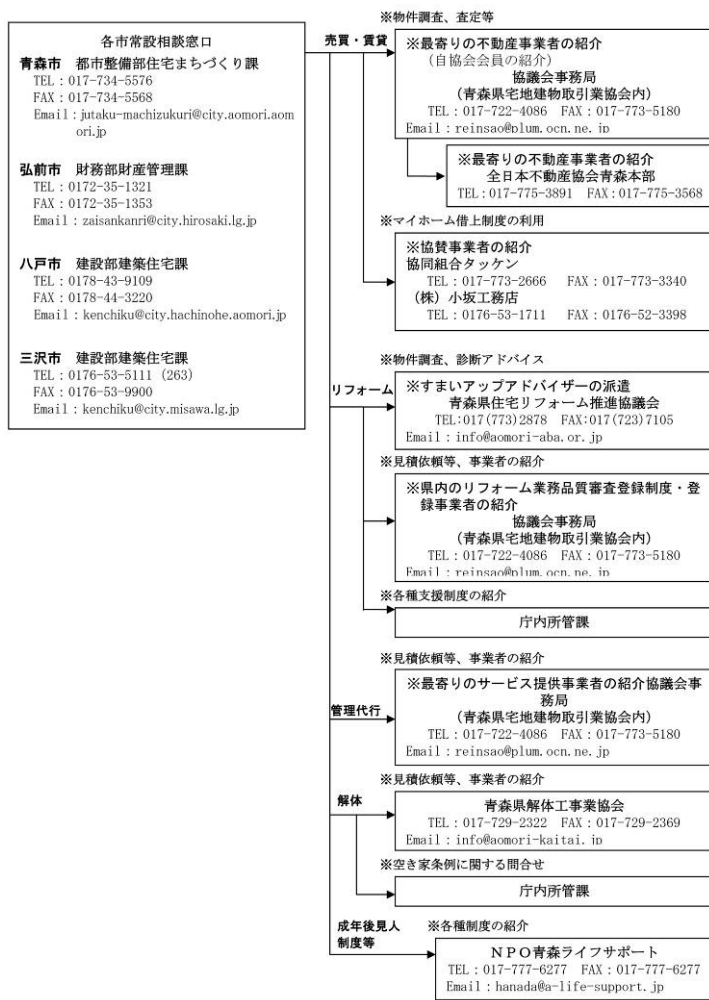 各市常設相談窓口
青森市　都市整備部住宅まちづくり課
TEL：017-734-5576
FAX：017-734-5568
Email：jutaku-machizukuri@city.aomori.aom
ori.jp
弘前市　財務部財産管理課
TEL：0172-35-1321
FAX：0172-35-1353
Email：zaisankanri@city.hirosaki.lg.jp
八戸市　建設部建築住宅課
TEL：0178-43-9109
FAX：0178-44-3220
Email：kenchiku@city.hachinohe.aomori.jp
三沢市　建設部建築住宅課
TEL：0176-53-5111（263）
FAX：0176-53-9900
Email：kenchiku@city.misawa.lg.jp
売買・賃貸
※物件調査、査定等
※最寄りの不動産事業者の紹介
（自協会会員の紹介）
協議会事務局
（青森県宅地建物取引業協会内）
TEL：017-722-4086　FAX：017-773-5180
Email：reinsao@plum.ocn.ne.jp
※最寄りの不動産事業者の紹介
全日本不動産協会青森本部
TEL：017-775-3891　FAX：017-775-3568
※マイホーム借上制度の利用
※協賛事業者の紹介
協同組合タッケン
TEL：017-773-2666　FAX：017-773-3340
（株）小坂工務店
TEL：0176-53-1711　FAX：0176-52-3398
リフォーム
※物件調査、診断アドバイス
※すまいアップアドバイザーの派遣
青森県住宅リフォーム推進協議会
TEL:017(773)2878　FAX:017(723)7105
Email：info@aomori-aba.or.jp
※見積依頼等、事業者の紹介
※県内のリフォーム業務品質審査登録制度・登
録事業者の紹介
協議会事務局
（青森県宅地建物取引業協会内）
TEL：017-722-4086　FAX：017-773-5180
Email：reinsao@plum.ocn.ne.jp
※各種支援制度の紹介
庁内所管課
管理代行
※見積依頼等、事業者の紹介
※最寄りのサービス提供事業者の紹介協議会事
務局
（青森県宅地建物取引業協会内）
TEL：017-722-4086　FAX：017-773-5180
Email：reinsao@plum.ocn.ne.jp
解体
※見積依頼等、事業者の紹介
青森県解体工事業協会
TEL：017-729-2322　FAX：017-729-2369
Email：info@aomori-kaitai.jp
※空き家条例に関する問合せ
庁内所管課
成年後見人
制度等
※各種制度の紹介
ＮＰＯ青森ライフサポート
TEL：017-777-6277　FAX：017-777-6277
Email：hanada@a-life-support.jp